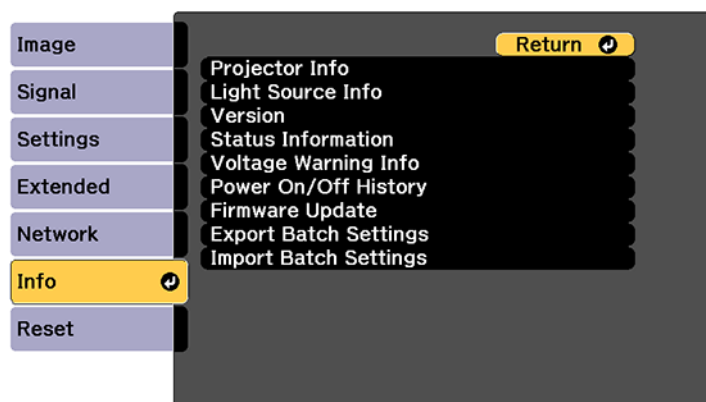 Image
Signal
Settings
Extended
Network
Info
Reset
Return
Projector Info
Light Source Info
Version
Status Information
Voltage Warning Info
Power On/Off History
Firmware Update
Export Batch Settings
Import Batch Settings